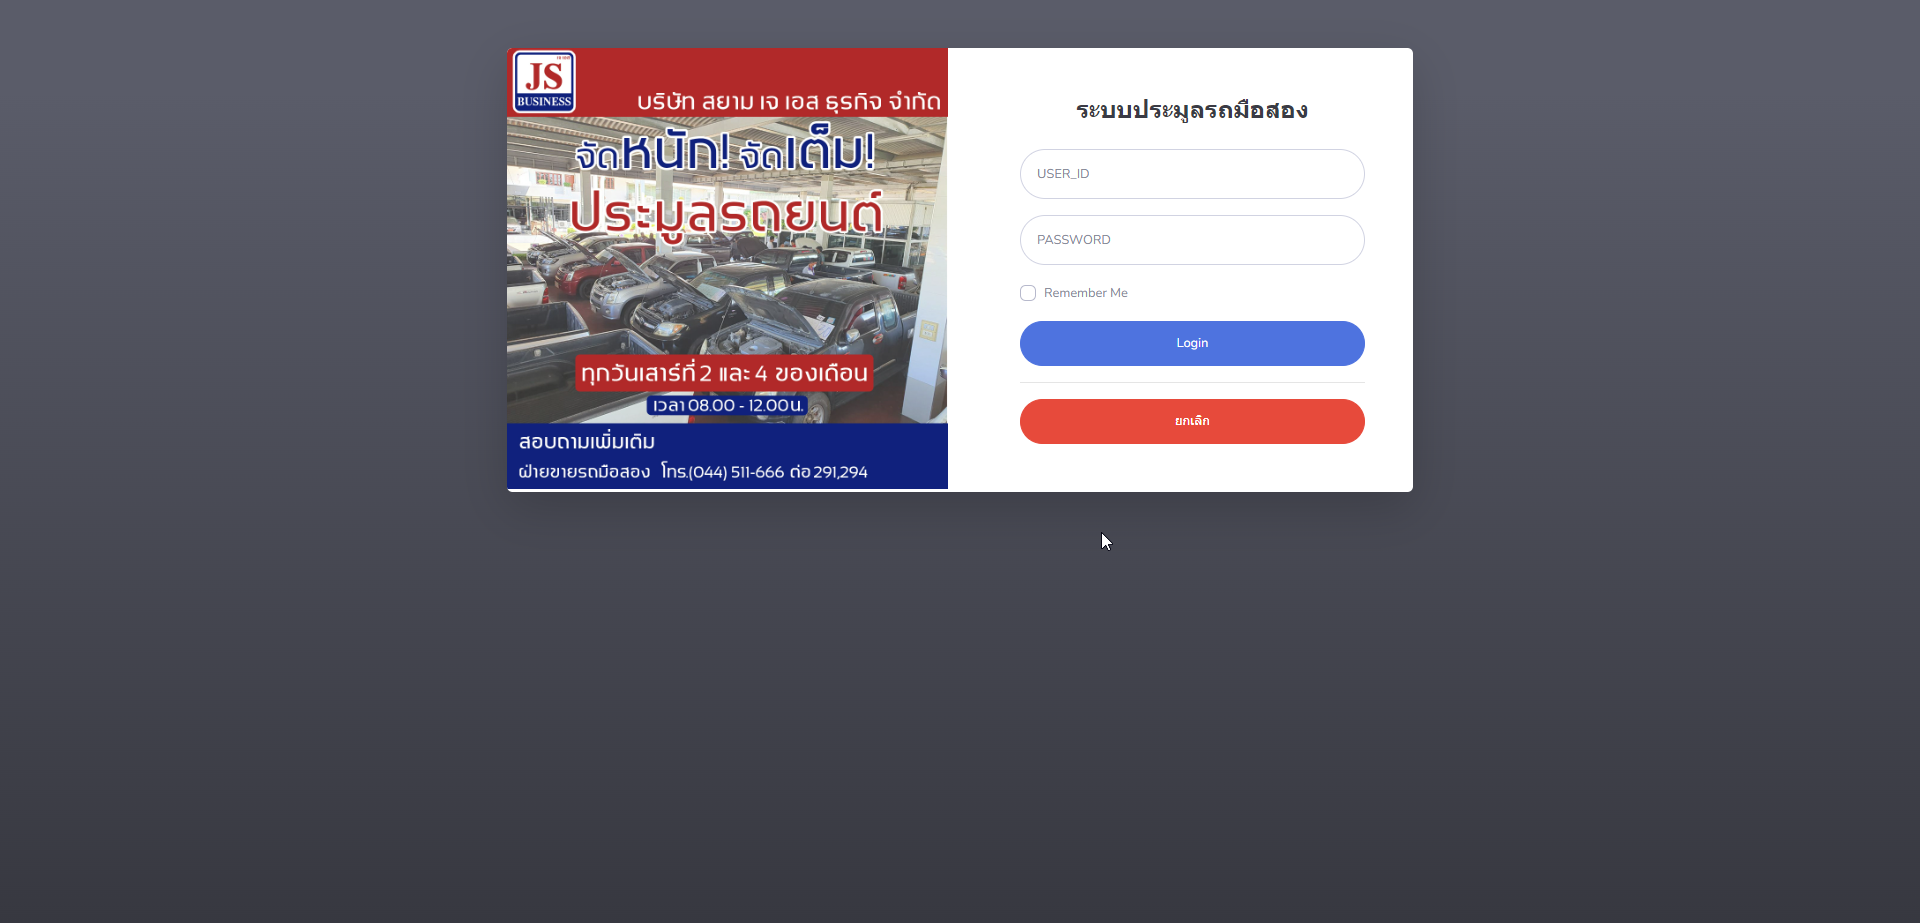 JS
BUSINESS
บริษัท สยาม เจ เอส ธุรกิจ จำกัด
จัดหนัก! จัดเต็ม!
ประมูลรถยนต์
ทุกวันเสาร์ที่ 2 และ 4 ของเดือน
เวลา 08.00 - 12.00 น.
สอบถามเพิ่มเติม
ฝ่ายขายรถมือสอง โทร.(044) 511-666 ต่อ 291,294
ระบบประมูลรถมือสอง
USER_ID
PASSWORD
Remember Me
Login
ยกเลิก